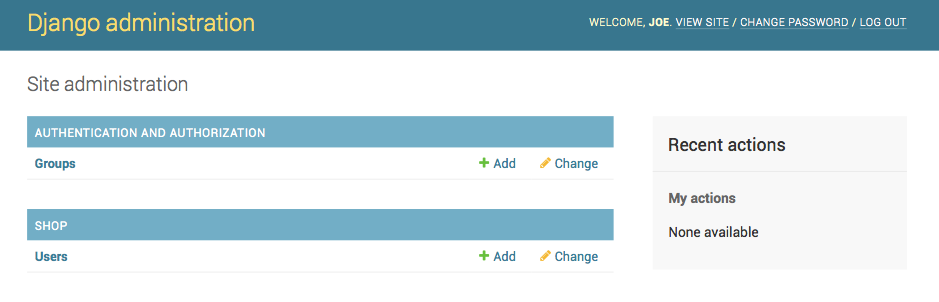 Django administration
WELCOME, JOE. VIEW SITE / CHANGE PASSWORD / LOG OUT
Site administration
AUTHENTICATION AND AUTHORIZATION
Groups Add Change
SHOP
Users Add Change
Recent actions
My actions
None available